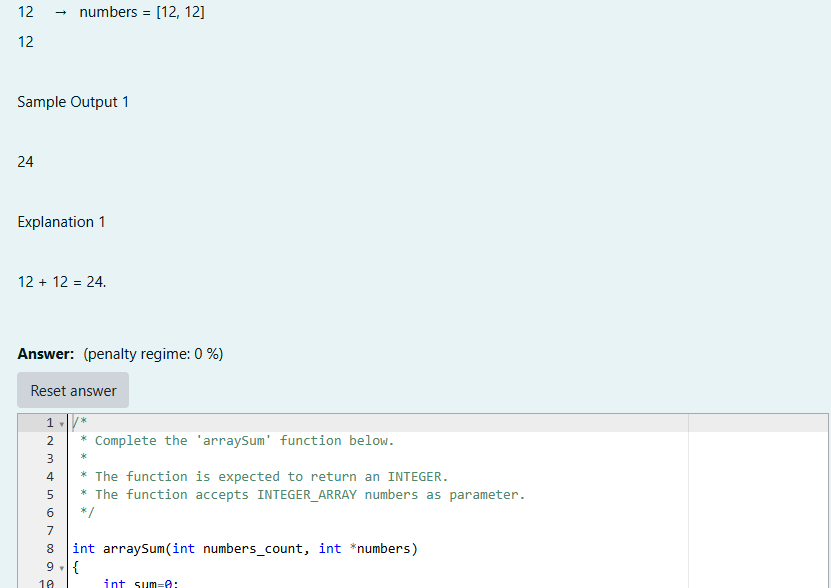 12 → numbers = [12, 12]
12
Sample Output 1
24
Explanation 1
12 + 12 = 24.
Answer: (penalty regime: 0 %)
Reset answer
1 /*
2 * Complete the 'arraySum' function below.
3 *
4 * The function is expected to return an INTEGER.
5 * The function accepts INTEGER_ARRAY numbers as parameter.
6 */
7
8 int arraySum(int numbers_count, int *numbers)
9 {
10 int sum=0;